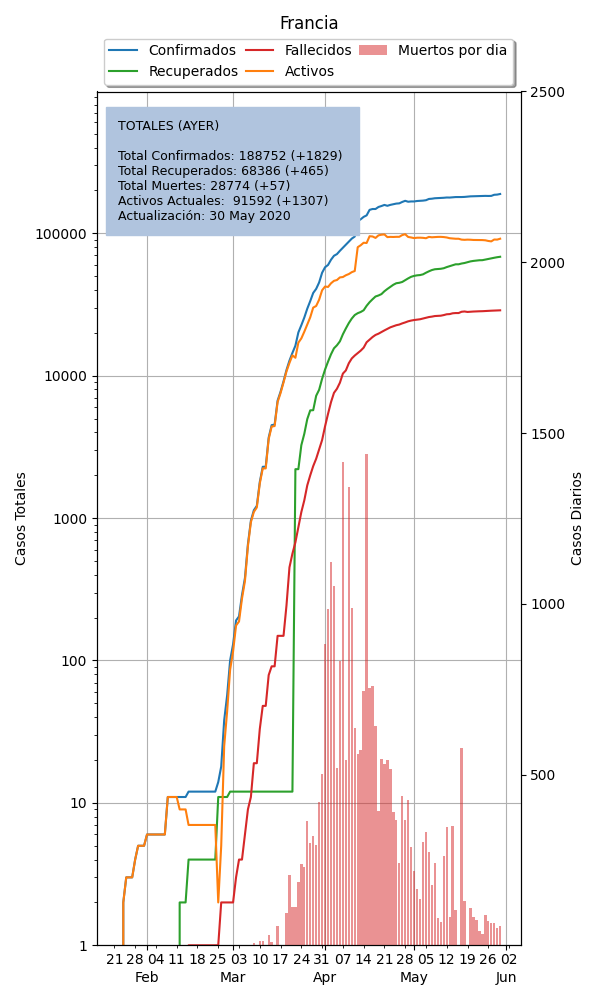 Francia
Confirmados Fallecidos Muertos por dia
Recuperados Activos
TOTALES (AYER)
Total Confirmados: 188752 (+1829)
Total Recuperados: 68386 (+465)
Total Muertes: 28774 (+57)
Activos Actuales:  91592 (+1307)
Actualización: 30 May 2020
Casos Totales
100000
10000
1000
100
10
1
2500
2000
1500
1000
500
Casos Diarios
21 28 04 11 18 25 03 10 17 24 31 07 14 21 28 05 12 19 26 02
Feb Mar Apr May Jun